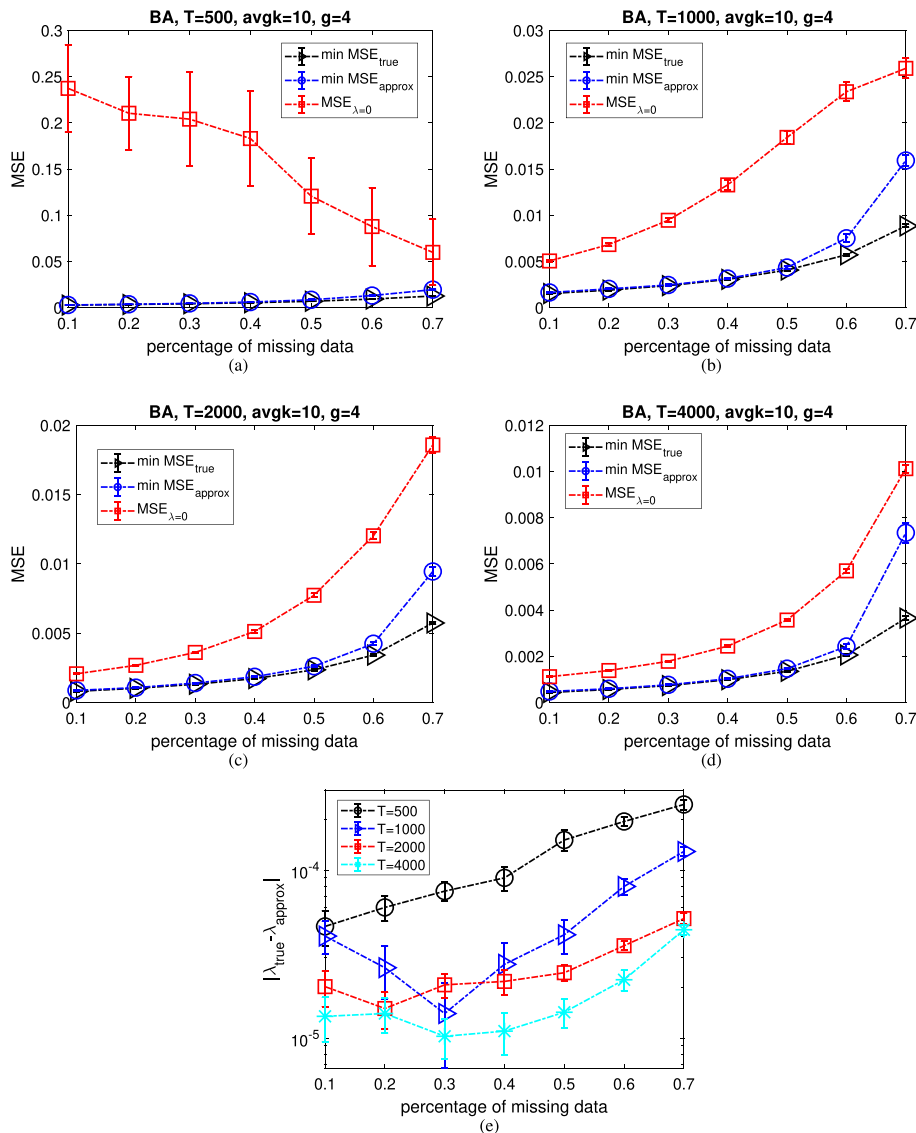 BA, T=500, avgk=10, g=4
0.3
0.25
0.2
0.15
0.1
0.05
0
MSE
min MSE_true
min MSE_approx
MSE_λ=0
0.1 0.2 0.3 0.4 0.5 0.6 0.7
percentage of missing data
(a)
BA, T=1000, avgk=10, g=4
0.03
0.025
0.02
0.015
0.01
0.005
0
MSE
min MSE_true
min MSE_approx
MSE_λ=0
0.1 0.2 0.3 0.4 0.5 0.6 0.7
percentage of missing data
(b)
BA, T=2000, avgk=10, g=4
0.02
0.015
0.01
0.005
0
MSE
min MSE_true
min MSE_approx
MSE_λ=0
0.1 0.2 0.3 0.4 0.5 0.6 0.7
percentage of missing data
(c)
BA, T=4000, avgk=10, g=4
0.012
0.01
0.008
0.006
0.004
0.002
0
MSE
min MSE_true
min MSE_approx
MSE_λ=0
0.1 0.2 0.3 0.4 0.5 0.6 0.7
percentage of missing data
(d)
T=500
T=1000
T=2000
T=4000
10^-4
10^-5
|λ_true-λ_approx|
0.1 0.2 0.3 0.4 0.5 0.6 0.7
percentage of missing data
(e)